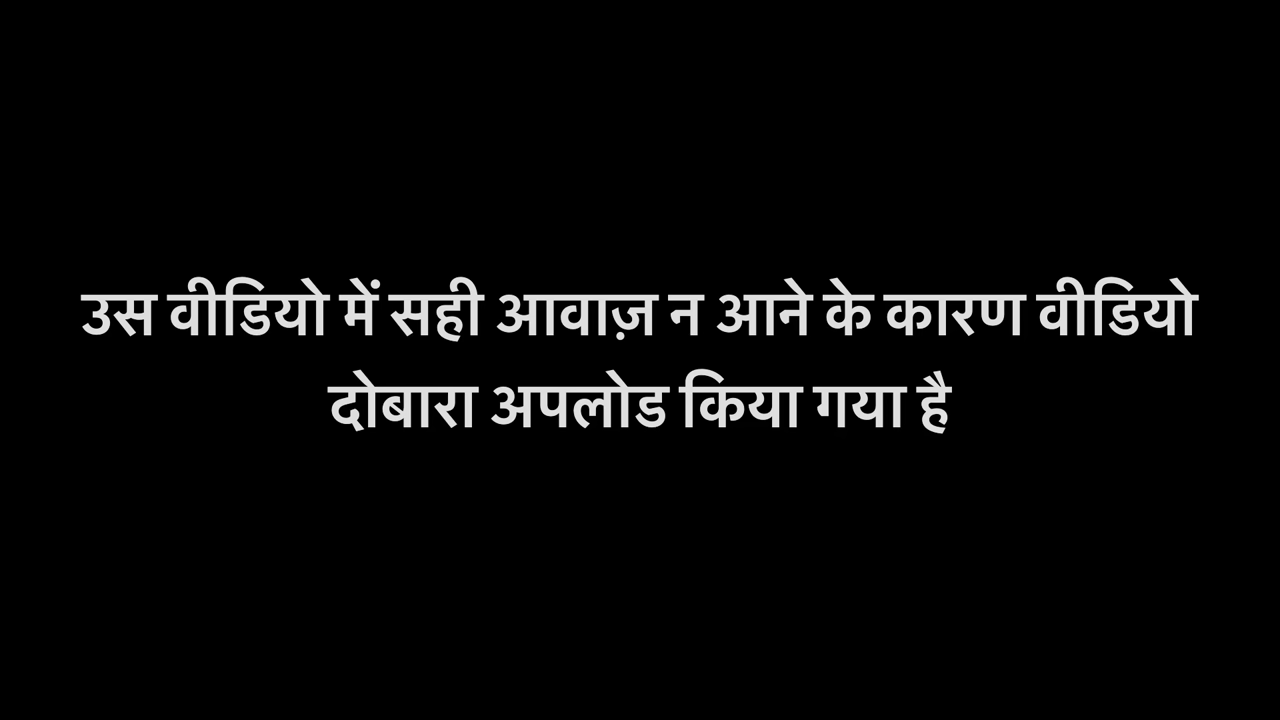 उस वीडियो में सही आवाज़ न आने के कारण वीडियो
दोबारा अपलोड किया गया है